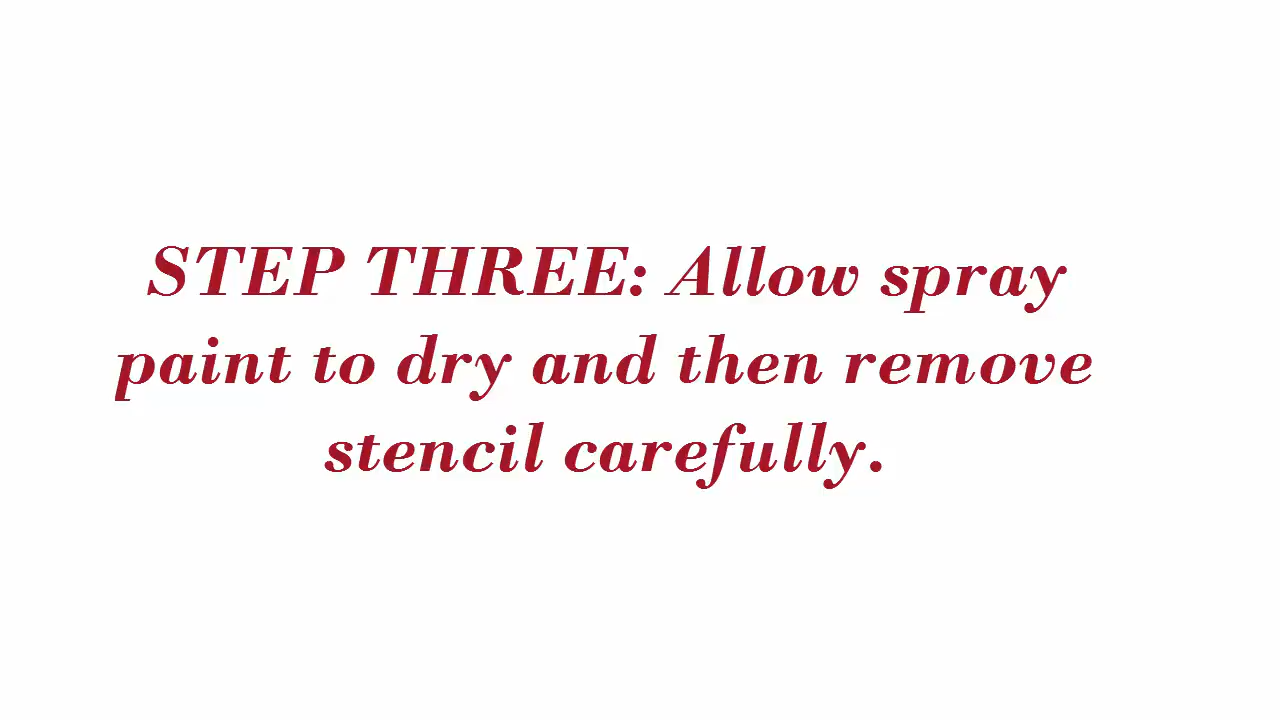 STEP THREE: Allow spray
paint to dry and then remove
stencil carefully.